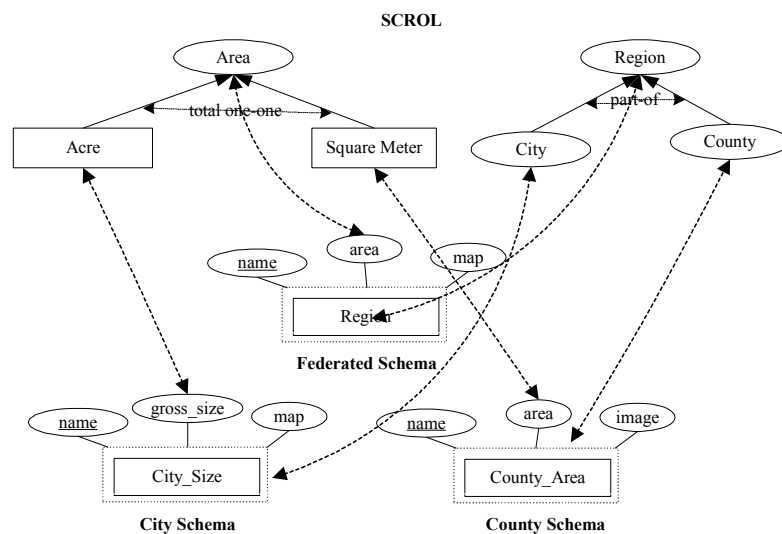 SCROL
Area
Region
total one-one
part-of
Acre
Square Meter
City
County
area
name
map
Region
Federated Schema
gross_size
name
map
area
name
image
City_Size
County_Area
City Schema
County Schema